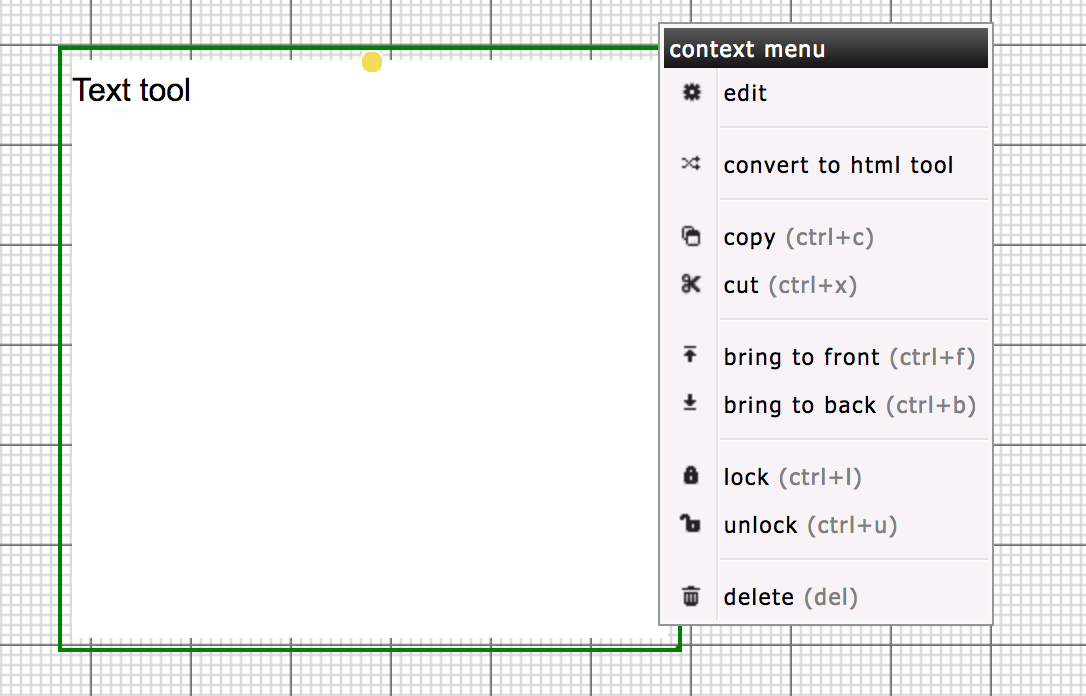 Text tool
context menu
edit
convert to html tool
copy (ctrl+c)
cut (ctrl+x)
bring to front (ctrl+f)
bring to back (ctrl+b)
lock (ctrl+l)
unlock (ctrl+u)
delete (del)